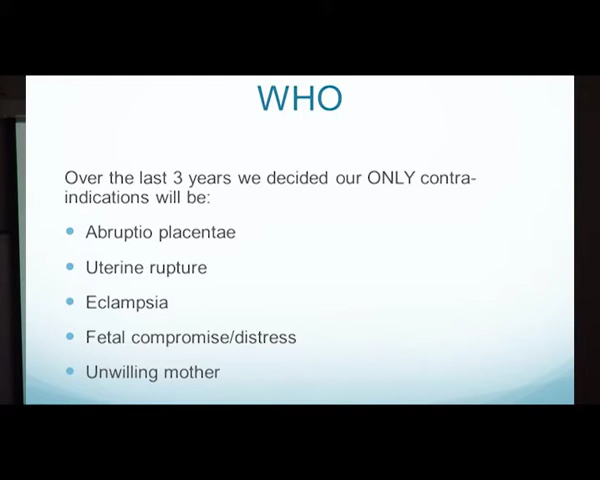 WHO
Over the last 3 years we decided our ONLY contra-
indications will be:
Abruptio placentae
Uterine rupture
Eclampsia
Fetal compromise/distress
Unwilling mother